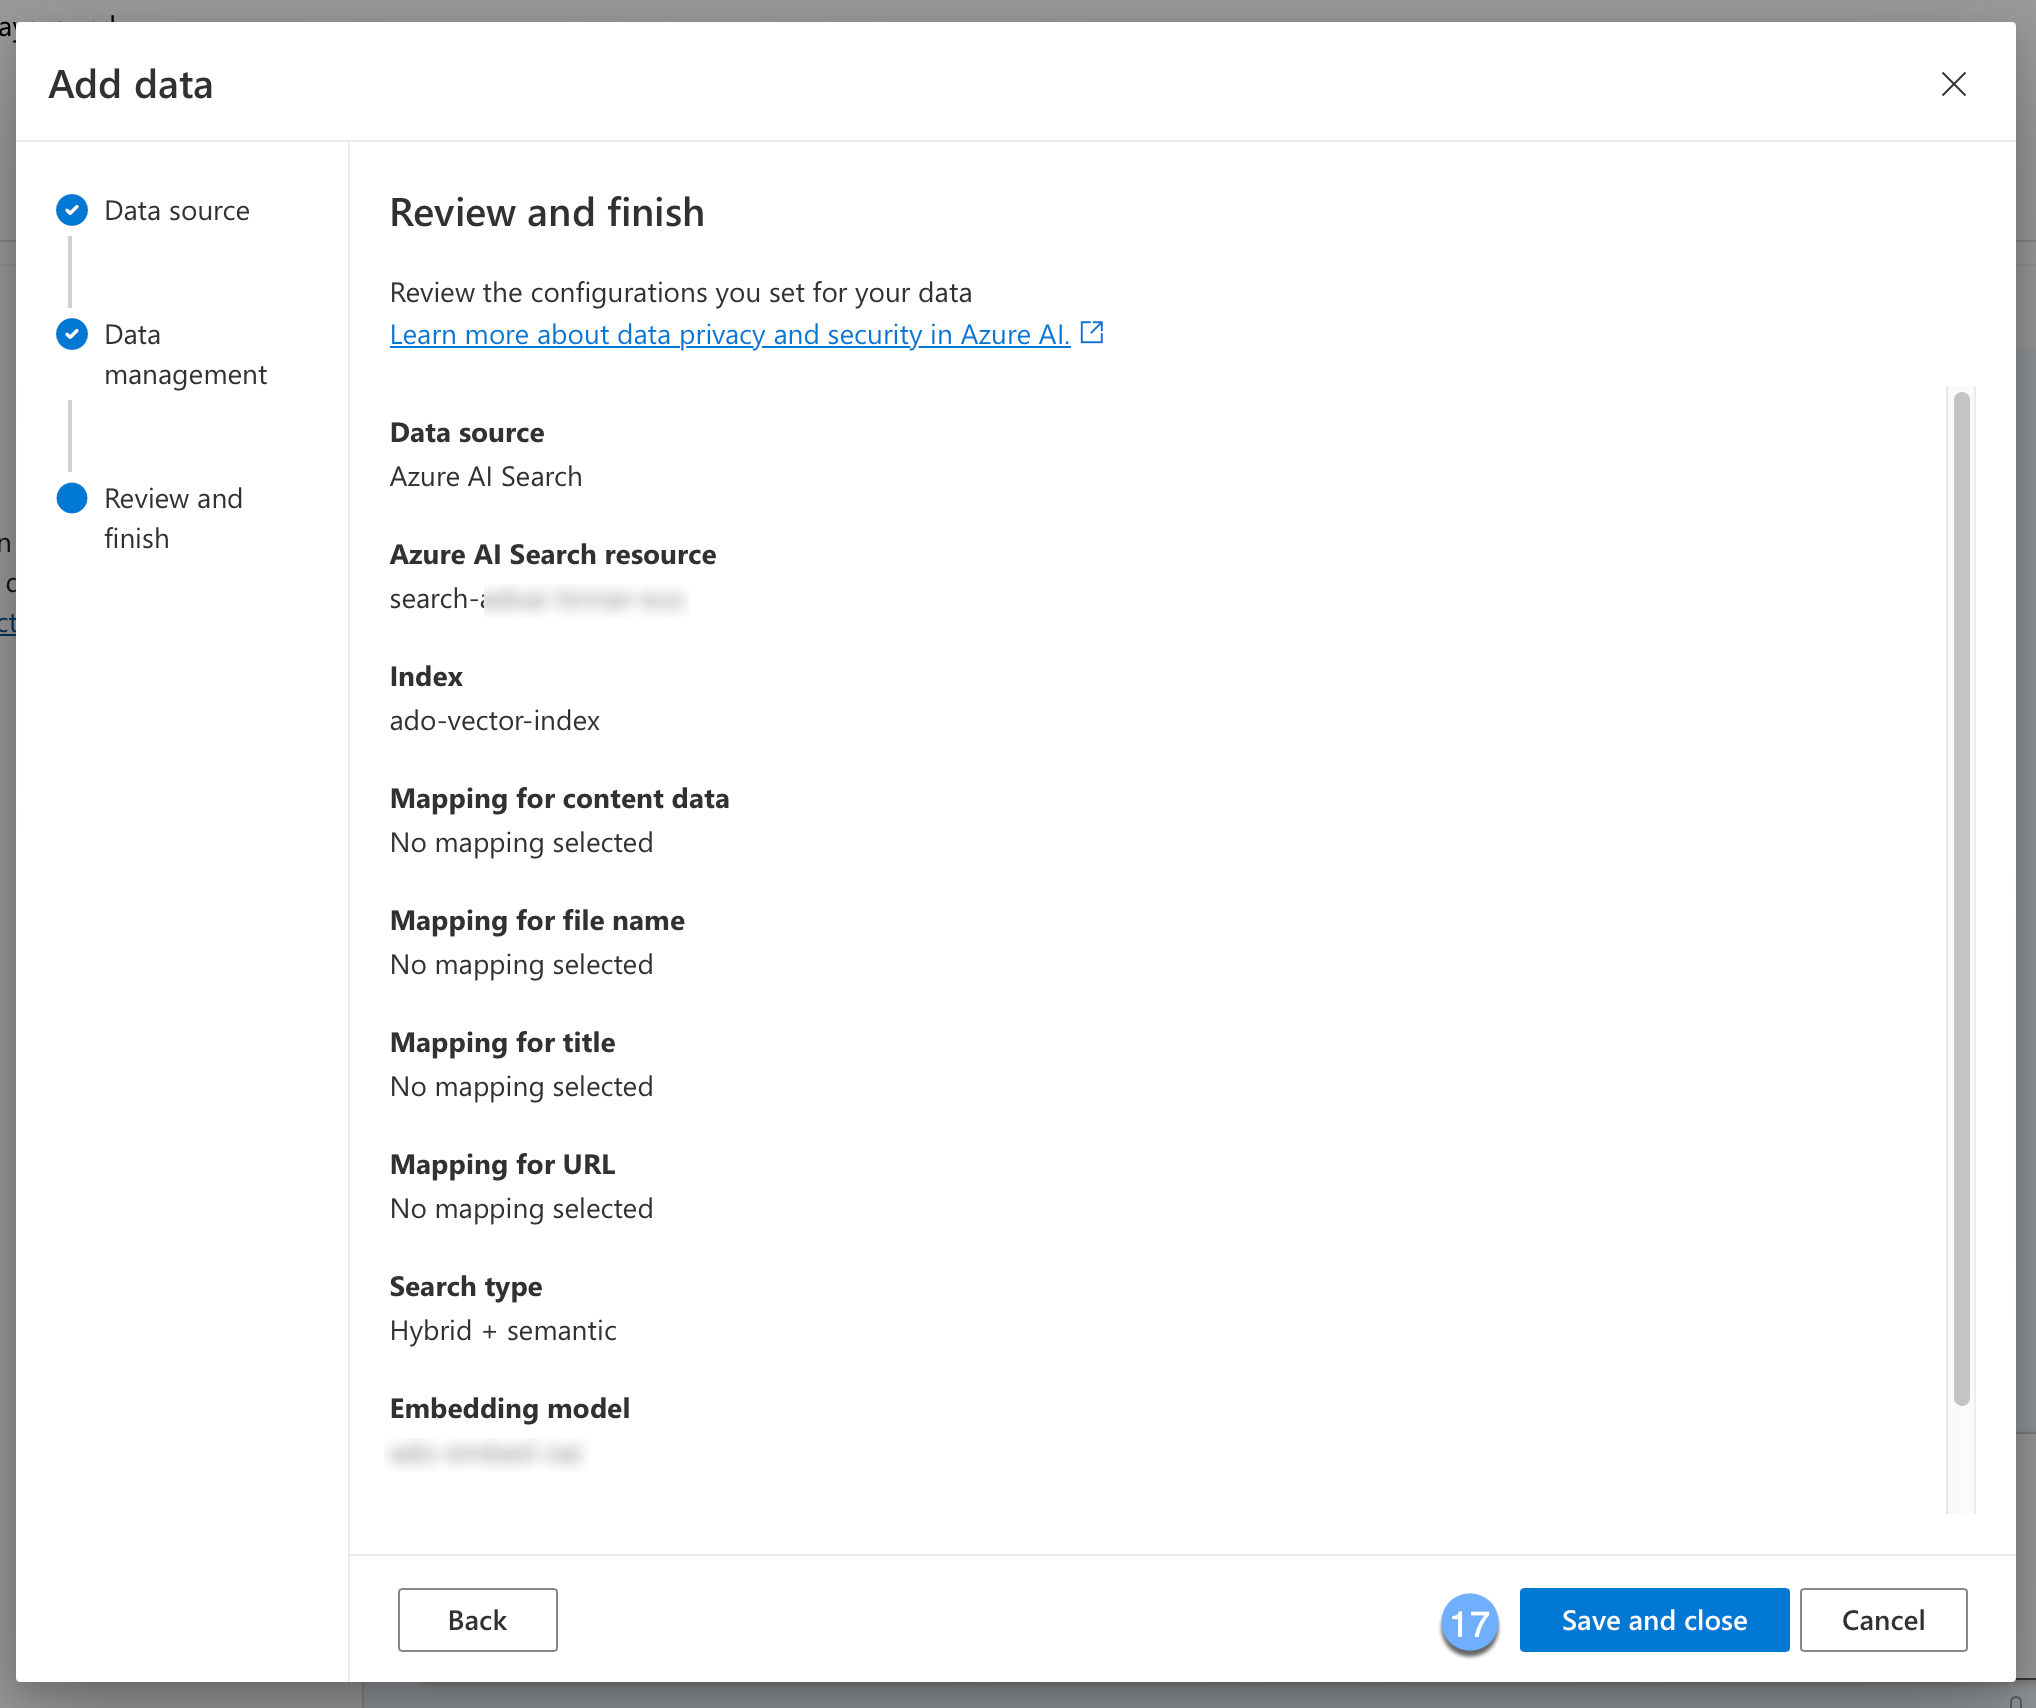 Add data
Data source
Data
management
Review and
finish
Review and finish
Review the configurations you set for your data
Learn more about data privacy and security in Azure AI.
Data source
Azure AI Search
Azure AI Search resource
Index
ado-vector-index
Mapping for content data
No mapping selected
Mapping for file name
No mapping selected
Mapping for title
No mapping selected
Mapping for URL
No mapping selected
Search type
Hybrid + semantic
Embedding model
Back
17
Save and close
Cancel